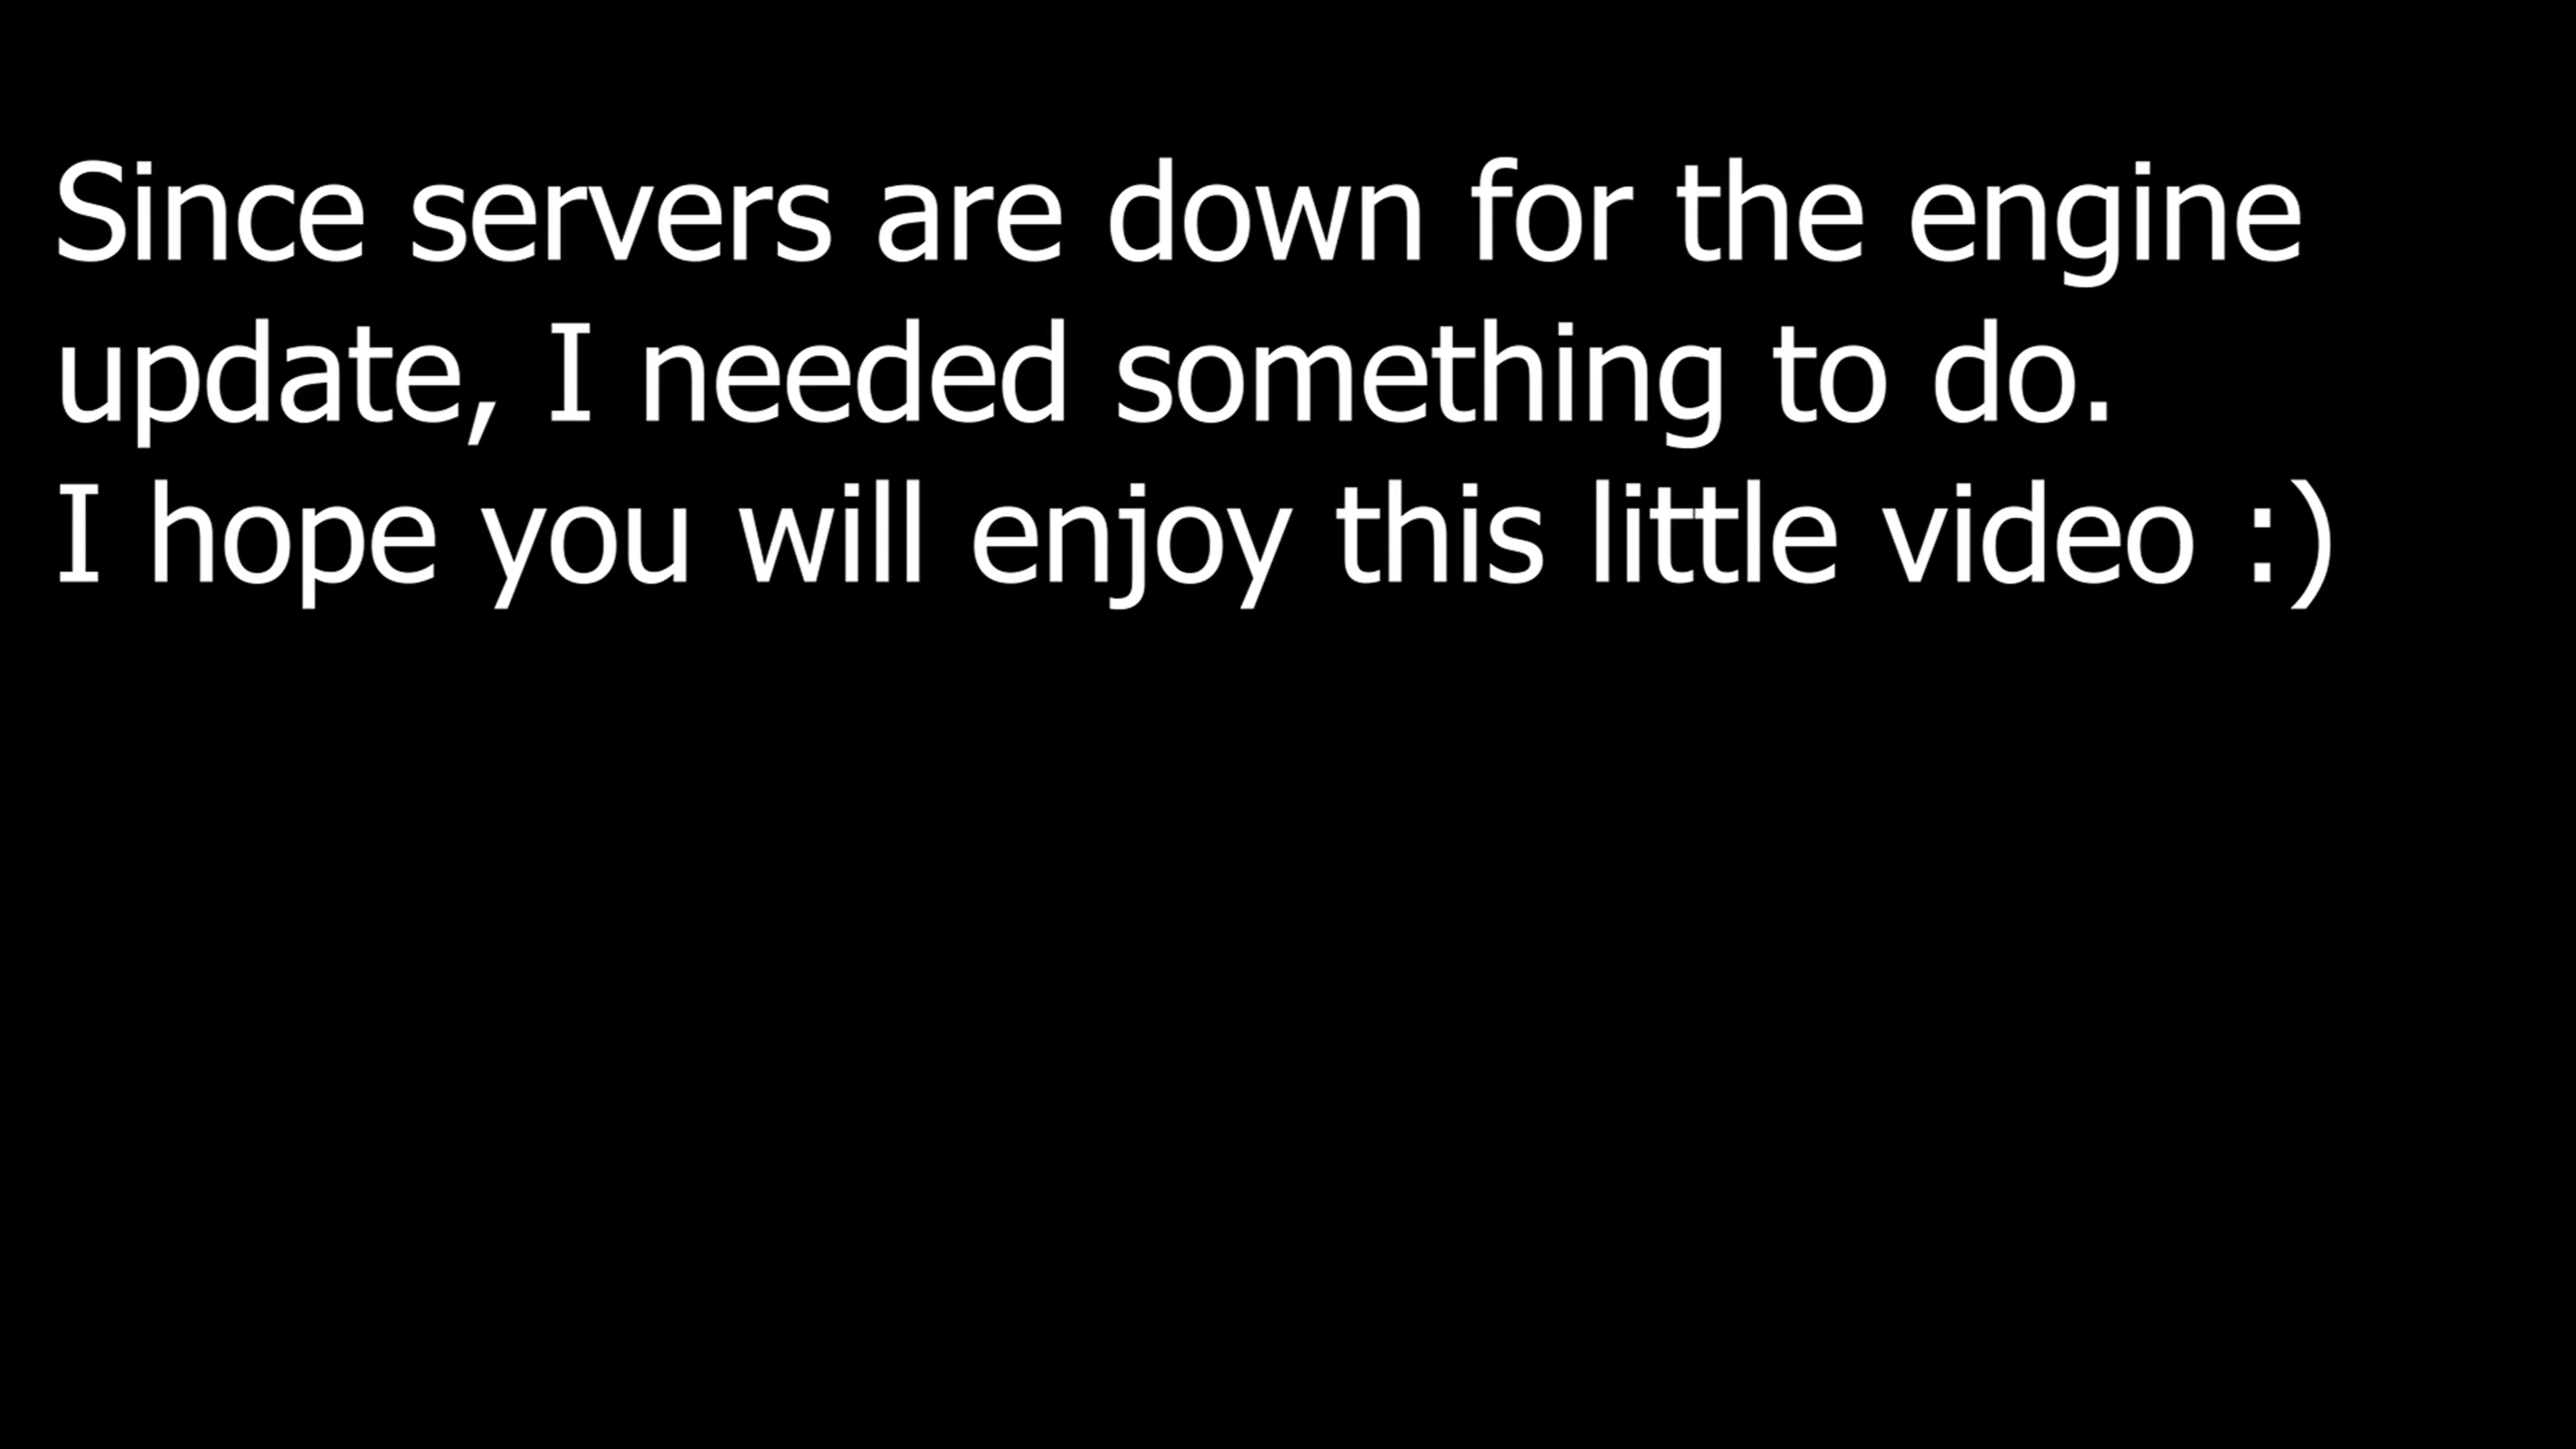 Since servers are down for the engine
update, I needed something to do.
I hope you will enjoy this little video :)